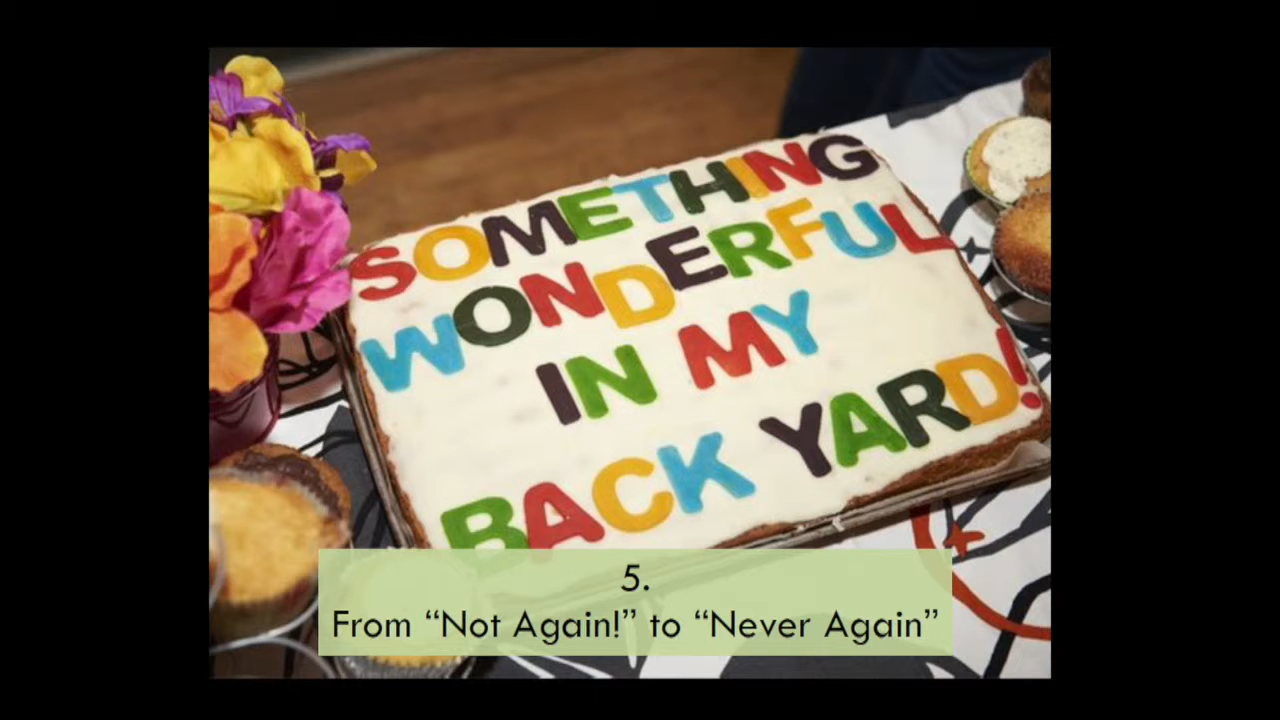 SOMETHING
WONDERFUL
IN MY
BACK YARD!
5.
From “Not Again!” to “Never Again”